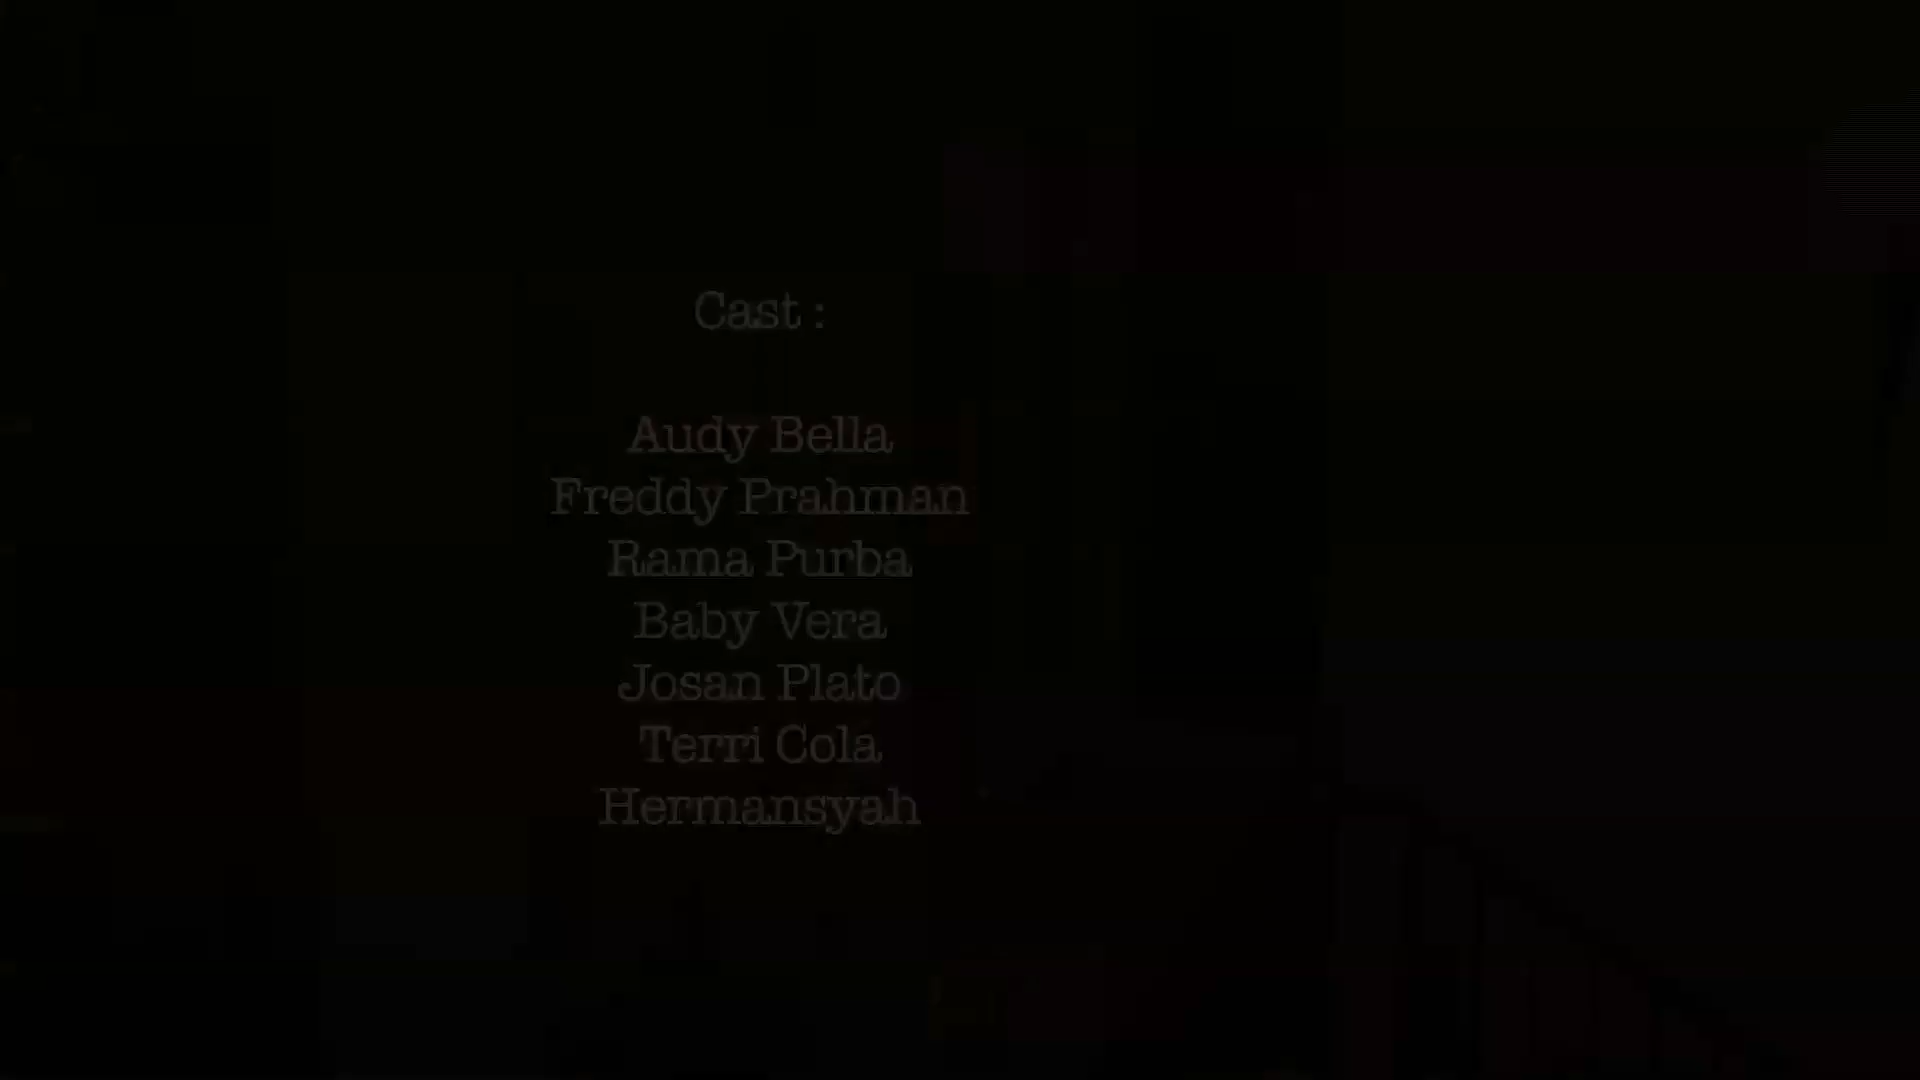 Cast :
Audy Bella
Freddy Prahman
Rama Purba
Baby Vera
Josan Plato
Terri Cola
Hermansyah